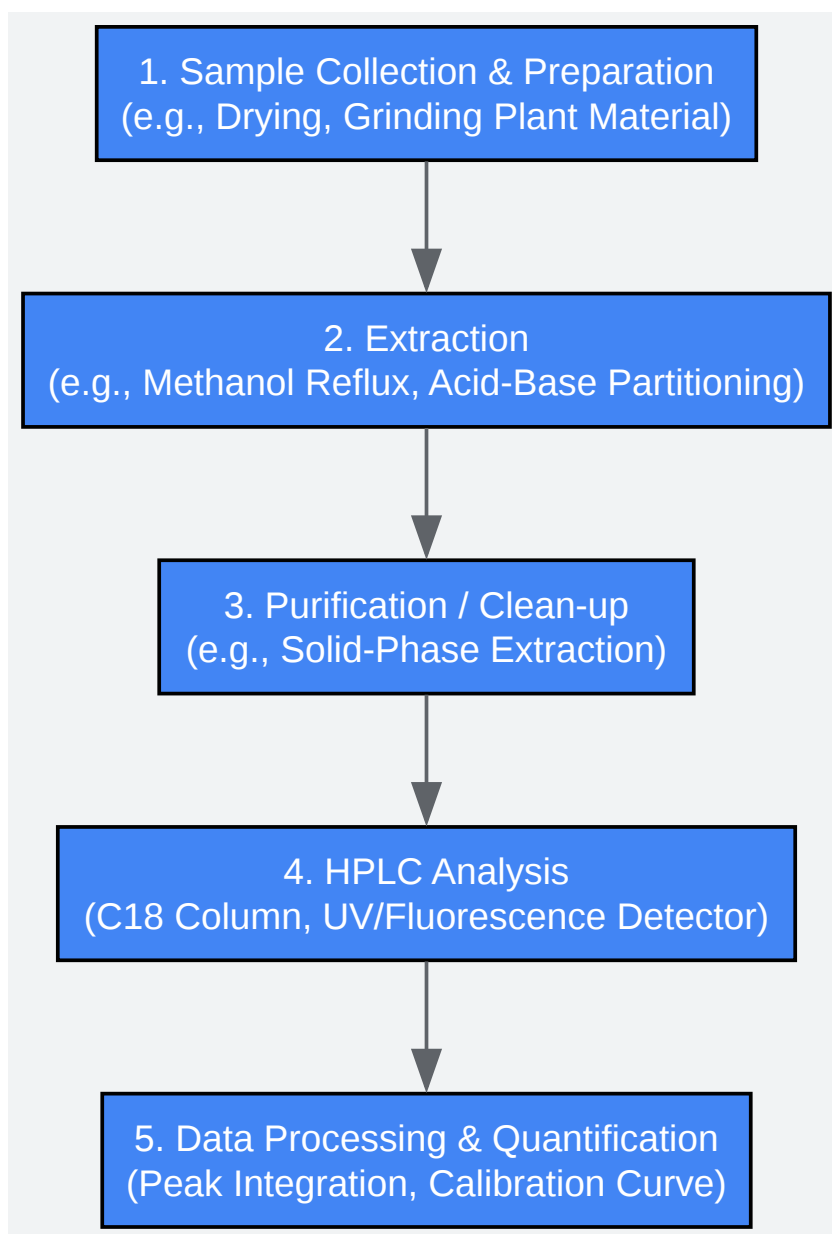 1. Sample Collection & Preparation
(e.g., Drying, Grinding Plant Material)
2. Extraction
(e.g., Methanol Reflux, Acid-Base Partitioning)
3. Purification / Clean-up
(e.g., Solid-Phase Extraction)
4. HPLC Analysis
(C18 Column, UV/Fluorescence Detector)
5. Data Processing & Quantification
(Peak Integration, Calibration Curve)